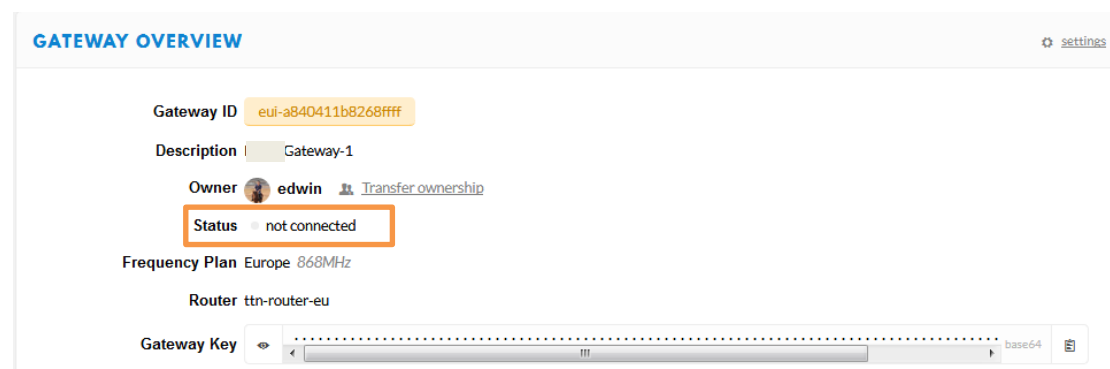 GATEWAY OVERVIEW settings
Gateway ID eui-a840411b8268ffff
Description Gateway-1
Owner edwin Transfer ownership
Status not connected
Frequency Plan Europe 868MHz
Router ttn-router-eu
Gateway Key base64